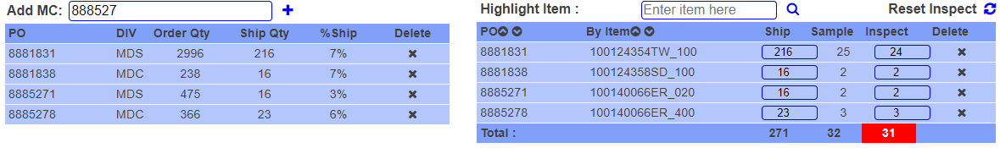 Add MC: 888527
PO DIV Order Qty Ship Qty %Ship Delete
8881831 MDS 2996 216 7%
8881838 MDC 238 16 7%
8885271 MDS 475 16 3%
8885278 MDC 366 23 6%
Highlight Item : Enter item here Reset Inspect
PO By Item Ship Sample Inspect Delete
8881831 100124354TW_100 216 25 24
8881838 100124358SD_100 16 2 2
8885271 100140066ER_020 16 2 2
8885278 100140066ER_400 23 3 3
Total : 271 32 31